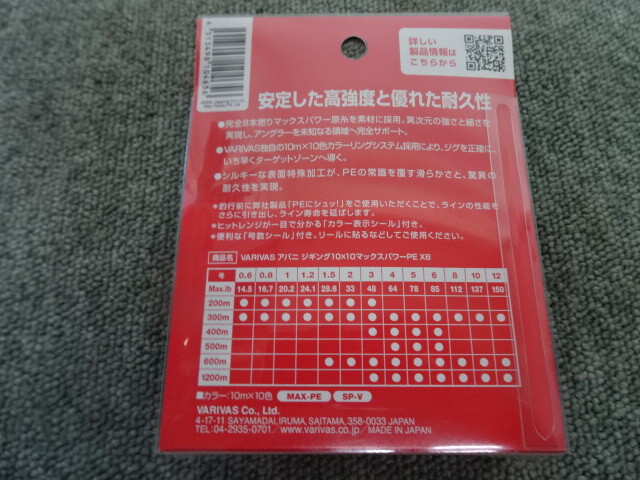 詳しい
製品情報は
こちらから
安定した高強度と優れた耐久性
●完全8本撚りマックスパワー原糸を素材に採用。異次元の強さと細さを
実現し、アングラーを未知なる領域へ完全サポート。
●VARIVAS独自の10m×10色カラーリングシステム採用により、ジグを正確に、
いち早くターゲットゾーンへ導く。
●シルキーな表面特殊加工が、PEの常識を覆す滑らかさと、驚異の
耐久性を実現。
＊釣行前に弊社製品「PEにシュッ!」をご使用いただくことで、ラインの性能を
さらに引き出し、ライン寿命を延ばします。
＊ヒットレンジが一目で分かる「カラー表示シール」付き。
＊便利な「号数シール」付き。リールに貼るなどしてご使用ください。
商品名 VARIVAS アバニ ジギング10×10マックスパワーPE X8
号 0.6 0.8 1 1.2 1.5 2 3 4 5 6 8 10 12
Max.lb 14.5 16.7 20.2 24.1 28.6 33 48 64 78 85 112 137 150
200m ● ● ● ● ● ● ●
300m ● ● ● ● ● ● ● ● ● ● ● ● ●
400m ● ● ● ●
500m ● ● ●
600m ● ● ● ● ● ● ● ● ●
1200m ● ● ● ● ● ● ●
■カラー:10m×10色 MAX-PE SP-V
VARIVAS Co., Ltd.
4-17-11 SAYAMADAI, IRUMA, SAITAMA, 358-0033 JAPAN
TEL:04-2935-0701／www.varivas.co.jp／MADE IN JAPAN